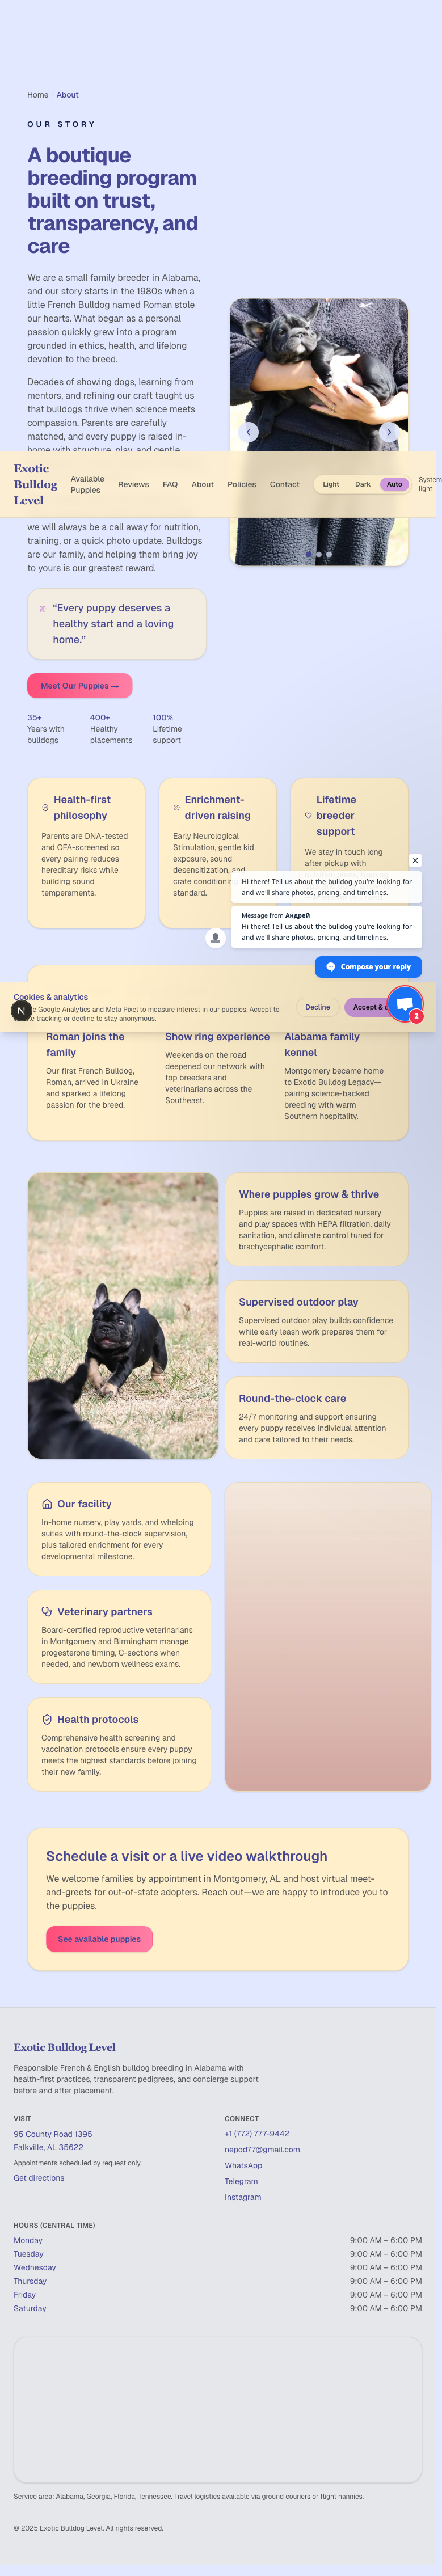 Home / About
OUR STORY
A boutique
breeding program
built on trust,
transparency, and
care
We are a small family breeder in Alabama,
and our story starts in the 1980s when a
little French Bulldog named Roman stole
our hearts. What began as a personal
passion quickly grew into a program
grounded in ethics, health, and lifelong
devotion to the breed.
Decades of showing dogs, learning from
mentors, and refining our craft taught us
that bulldogs thrive when science meets
compassion. Parents are carefully
matched, and every puppy is raised in-
home with structure, play, and gentle
Exotic
Bulldog
Level
Available
Puppies
Reviews
FAQ
About
Policies
Contact
Light
Dark
Auto
System
light
we will always be a call away for nutrition,
training, or a quick photo update. Bulldogs
are our family, and helping them bring joy
to yours is our greatest reward.
“Every puppy deserves a
healthy start and a loving
home.”
Meet Our Puppies →
35+
Years with
bulldogs
400+
Healthy
placements
100%
Lifetime
support
Health-first
philosophy
Parents are DNA-tested
and OFA-screened so
every pairing reduces
hereditary risks while
building sound
temperaments.
Enrichment-
driven raising
Early Neurological
Stimulation, gentle kid
exposure, sound
desensitization, and
crate conditioning
standard.
Lifetime
breeder
support
We stay in touch long
after pickup with
Hi there! Tell us about the bulldog you're looking for
and we'll share photos, pricing, and timelines.
Message from Андрей
Hi there! Tell us about the bulldog you're looking for
and we'll share photos, pricing, and timelines.
Compose your reply
2
Cookies & analytics
Google Analytics and Meta Pixel to measure interest in our puppies. Accept to
tracking or decline to stay anonymous.
Decline
Accept &
N
Roman joins the
family
Our first French Bulldog,
Roman, arrived in Ukraine
and sparked a lifelong
passion for the breed.
Show ring experience
Weekends on the road
deepened our network with
top breeders and
veterinarians across the
Southeast.
Alabama family
kennel
Montgomery became home
to Exotic Bulldog Legacy—
pairing science-backed
breeding with warm
Southern hospitality.
Where puppies grow & thrive
Puppies are raised in dedicated nursery
and play spaces with HEPA filtration, daily
sanitation, and climate control tuned for
brachycephalic comfort.
Supervised outdoor play
Supervised outdoor play builds confidence
while early leash work prepares them for
real-world routines.
Round-the-clock care
24/7 monitoring and support ensuring
every puppy receives individual attention
and care tailored to their needs.
Our facility
In-home nursery, play yards, and whelping
suites with round-the-clock supervision,
plus tailored enrichment for every
developmental milestone.
Veterinary partners
Board-certified reproductive veterinarians
in Montgomery and Birmingham manage
progesterone timing, C-sections when
needed, and newborn wellness exams.
Health protocols
Comprehensive health screening and
vaccination protocols ensure every puppy
meets the highest standards before joining
their new family.
Schedule a visit or a live video walkthrough
We welcome families by appointment in Montgomery, AL and host virtual meet-
and-greets for out-of-state adopters. Reach out—we are happy to introduce you to
the puppies.
See available puppies
Exotic Bulldog Level
Responsible French & English bulldog breeding in Alabama with
health-first practices, transparent pedigrees, and concierge support
before and after placement.
VISIT
95 County Road 1395
Falkville, AL 35622
Appointments scheduled by request only.
Get directions
CONNECT
+1 (772) 777-9442
nepod77@gmail.com
WhatsApp
Telegram
Instagram
HOURS (CENTRAL TIME)
Monday 9:00 AM – 6:00 PM
Tuesday 9:00 AM – 6:00 PM
Wednesday 9:00 AM – 6:00 PM
Thursday 9:00 AM – 6:00 PM
Friday 9:00 AM – 6:00 PM
Saturday 9:00 AM – 6:00 PM
Service area: Alabama, Georgia, Florida, Tennessee. Travel logistics available via ground couriers or flight nannies.
© 2025 Exotic Bulldog Level. All rights reserved.